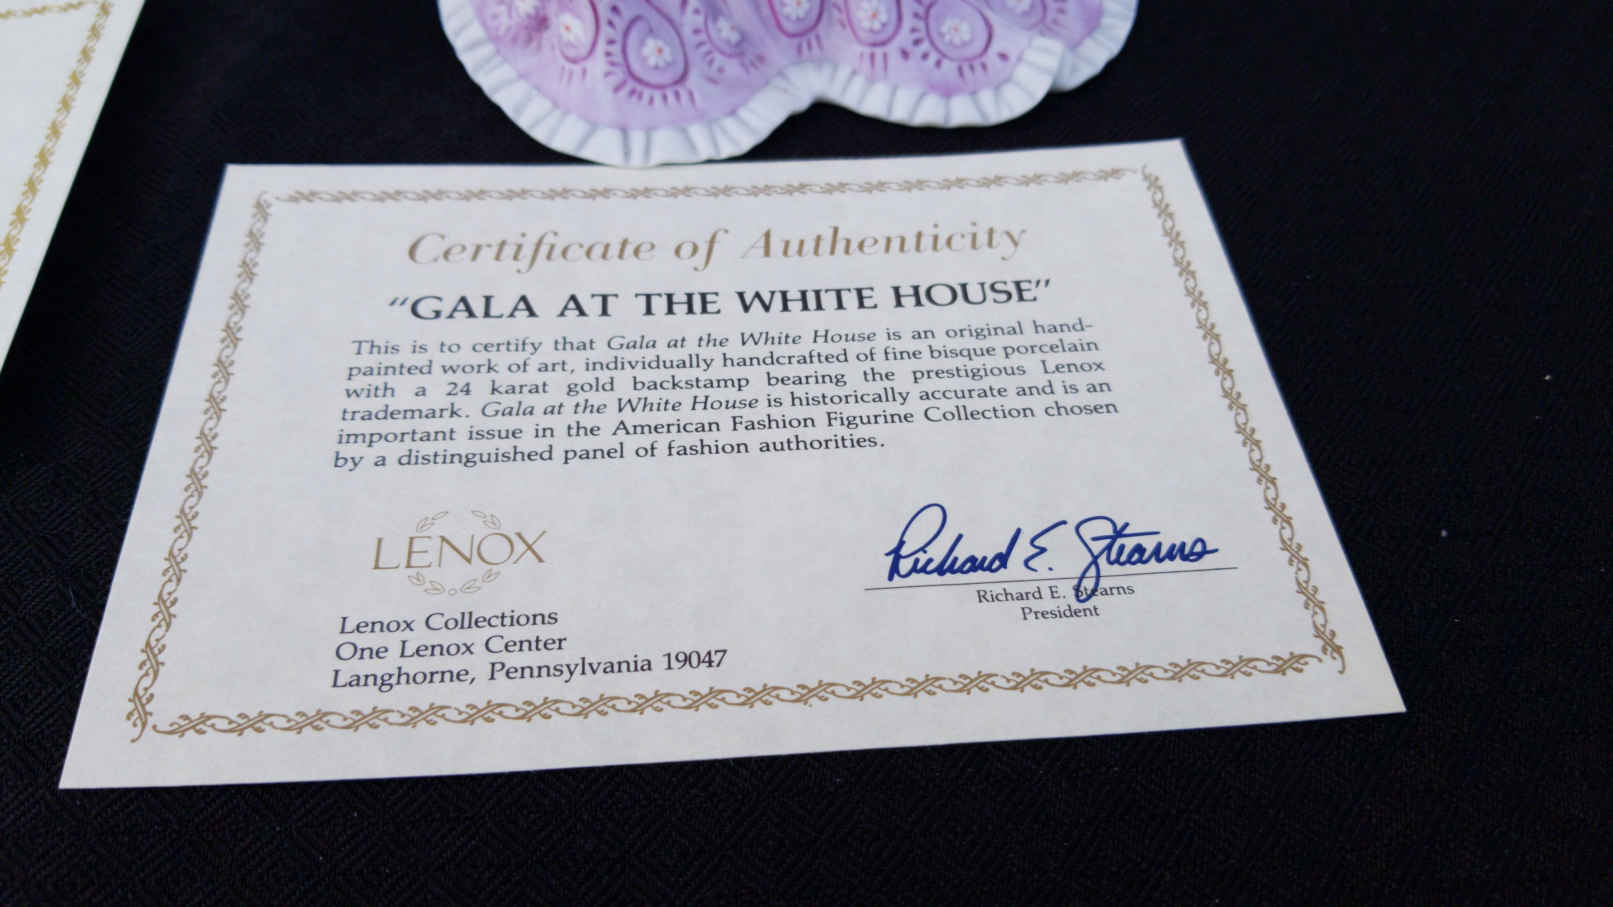 Certificate of Authenticity
"GALA AT THE WHITE HOUSE"
This is to certify that Gala at the White House is an original hand-
painted work of art, individually handcrafted of fine bisque porcelain
with a 24 karat gold backstamp bearing the prestigious Lenox
trademark. Gala at the White House is historically accurate and is an
important issue in the American Fashion Figurine Collection chosen
by a distinguished panel of fashion authorities.
LENOX
Lenox Collections
One Lenox Center
Langhorne, Pennsylvania 19047
Richard E. Stearns
Richard E. Stearns
President